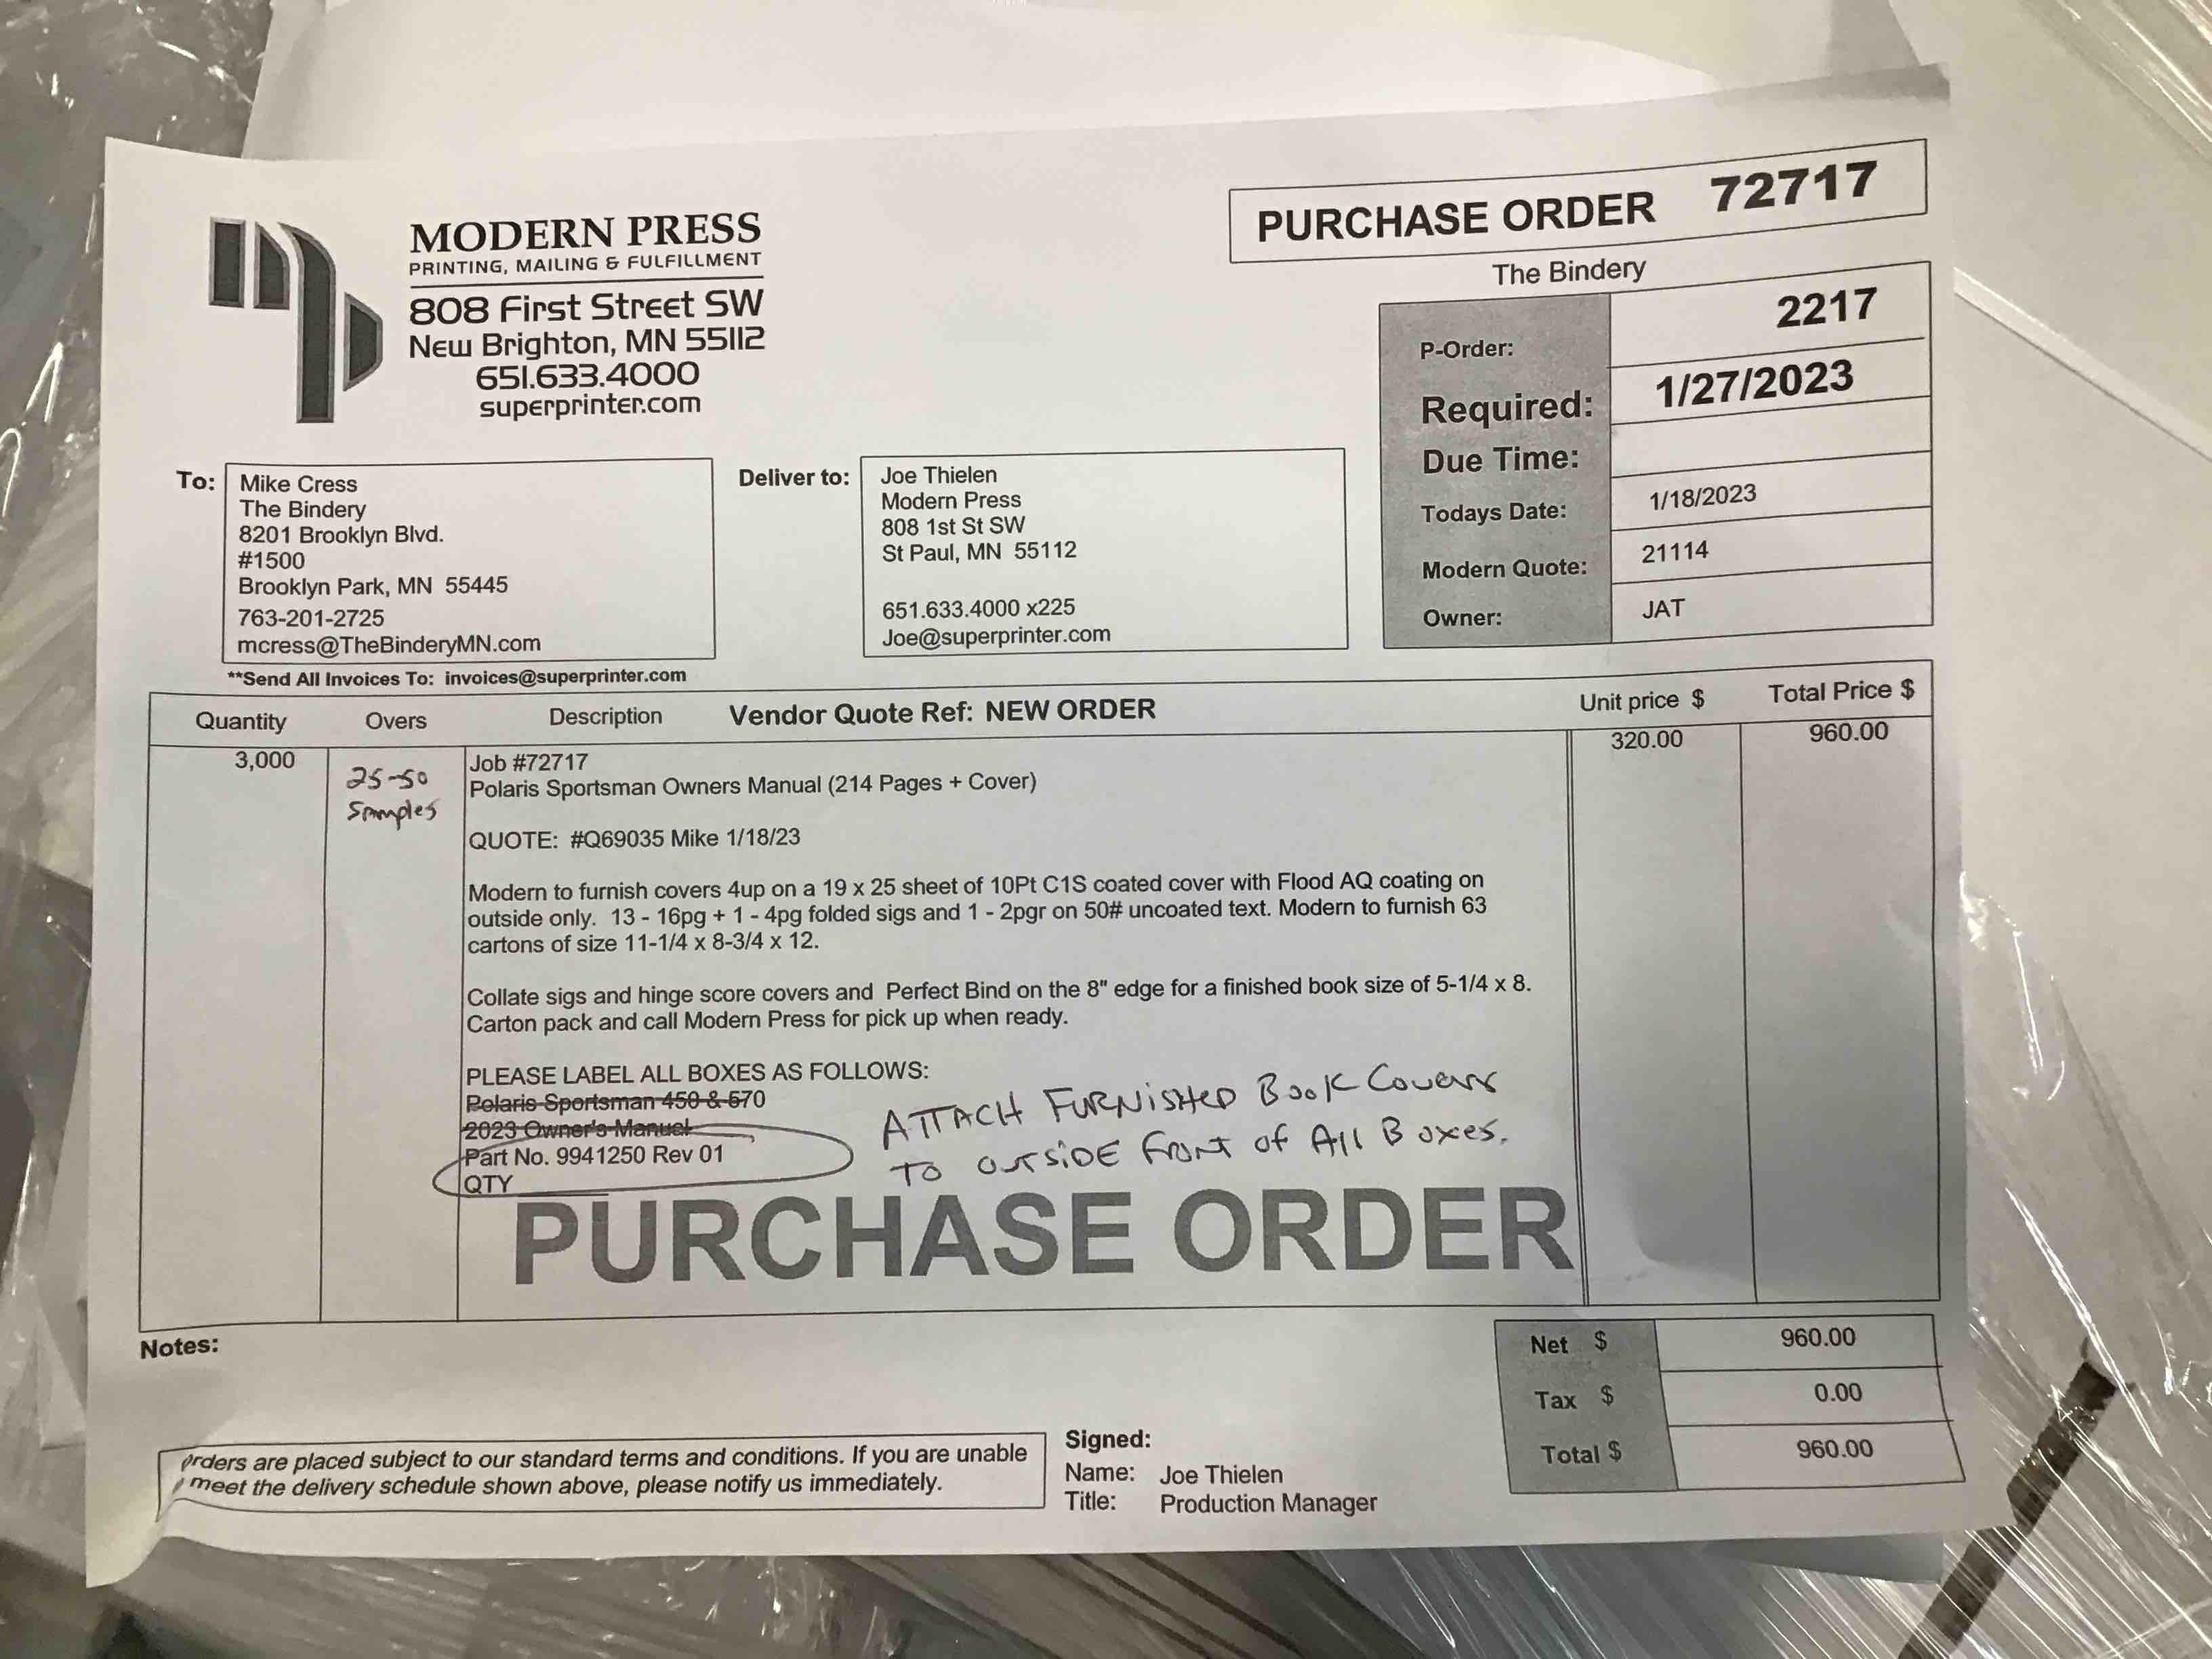 MODERN PRESS
PRINTING, MAILING & FULFILLMENT
808 First Street SW
New Brighton, MN 55112
651.633.4000
superprinter.com
PURCHASE ORDER 72717
The Bindery
P-Order: 2217
Required: 1/27/2023
Due Time:
Todays Date: 1/18/2023
Modern Quote: 21114
Owner: JAT
To:
Mike Cress
The Bindery
8201 Brooklyn Blvd.
#1500
Brooklyn Park, MN 55445
763-201-2725
mcress@TheBinderyMN.com
Deliver to:
Joe Thielen
Modern Press
808 1st St SW
St Paul, MN 55112
651.633.4000 x225
Joe@superprinter.com
**Send All Invoices To: invoices@superprinter.com
Quantity Overs Description Vendor Quote Ref: NEW ORDER Unit price $ Total Price $
3,000
25-50
Samples
Job #72717
320.00 960.00
Polaris Sportsman Owners Manual (214 Pages + Cover)
QUOTE: #Q69035 Mike 1/18/23
Modern to furnish covers 4up on a 19 x 25 sheet of 10Pt C1S coated cover with Flood AQ coating on
outside only. 13 - 16pg + 1 - 4pg folded sigs and 1 - 2pgr on 50# uncoated text. Modern to furnish 63
cartons of size 11-1/4 x 8-3/4 x 12.
Collate sigs and hinge score covers and Perfect Bind on the 8" edge for a finished book size of 5-1/4 x 8.
Carton pack and call Modern Press for pick up when ready.
PLEASE LABEL ALL BOXES AS FOLLOWS:
Polaris Sportsman 450 & 570
2023 Owner's Manual
Part No. 9941250 Rev 01
QTY
ATTACH FURNISHED BOOK COVERS
TO OUTSIDE FRONT OF ALL BOXES.
PURCHASE ORDER
Notes:
Net $ 960.00
Tax $ 0.00
Total $ 960.00
orders are placed subject to our standard terms and conditions. If you are unable
meet the delivery schedule shown above, please notify us immediately.
Signed:
Name: Joe Thielen
Title: Production Manager